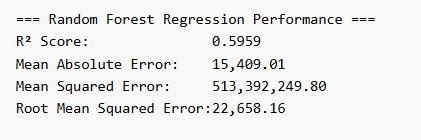 === Random Forest Regression Performance ===
R² Score: 0.5959
Mean Absolute Error: 15,409.01
Mean Squared Error: 513,392,249.80
Root Mean Squared Error:22,658.16